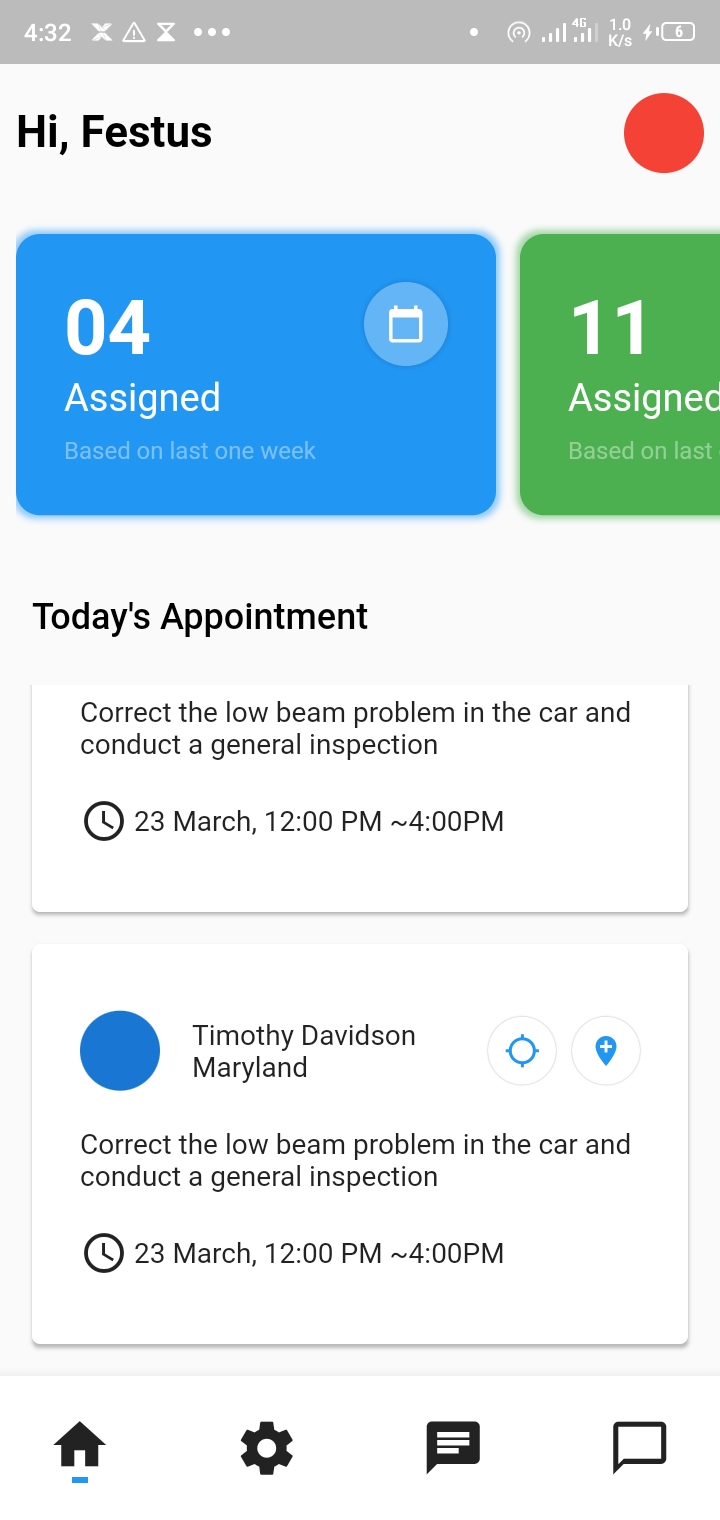 4:32
4G
1.0
K/s
6
Hi, Festus
04
Assigned
Based on last one week
11
Assigned
Based on last
Today's Appointment
Correct the low beam problem in the car and
conduct a general inspection
23 March, 12:00 PM ~4:00PM
Timothy Davidson
Maryland
Correct the low beam problem in the car and
conduct a general inspection
23 March, 12:00 PM ~4:00PM